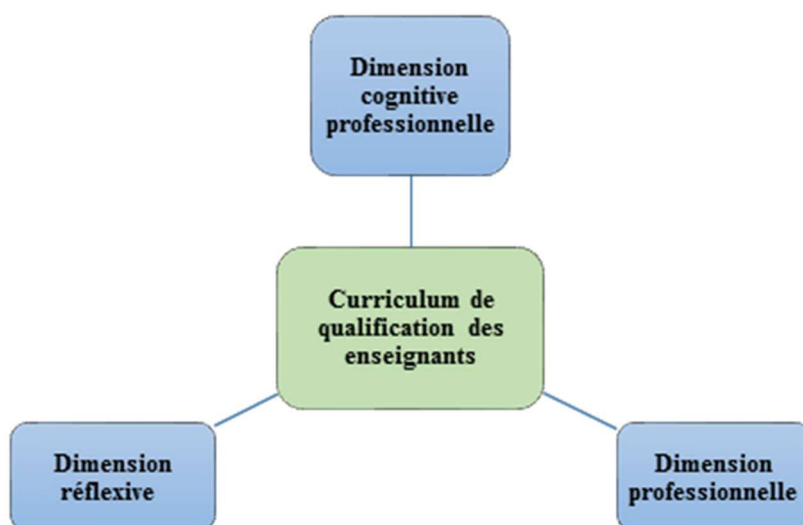 Dimension
cognitive
professionnelle
Curriculum de
qualification des
enseignants
Dimension
réflexive
Dimension
professionnelle